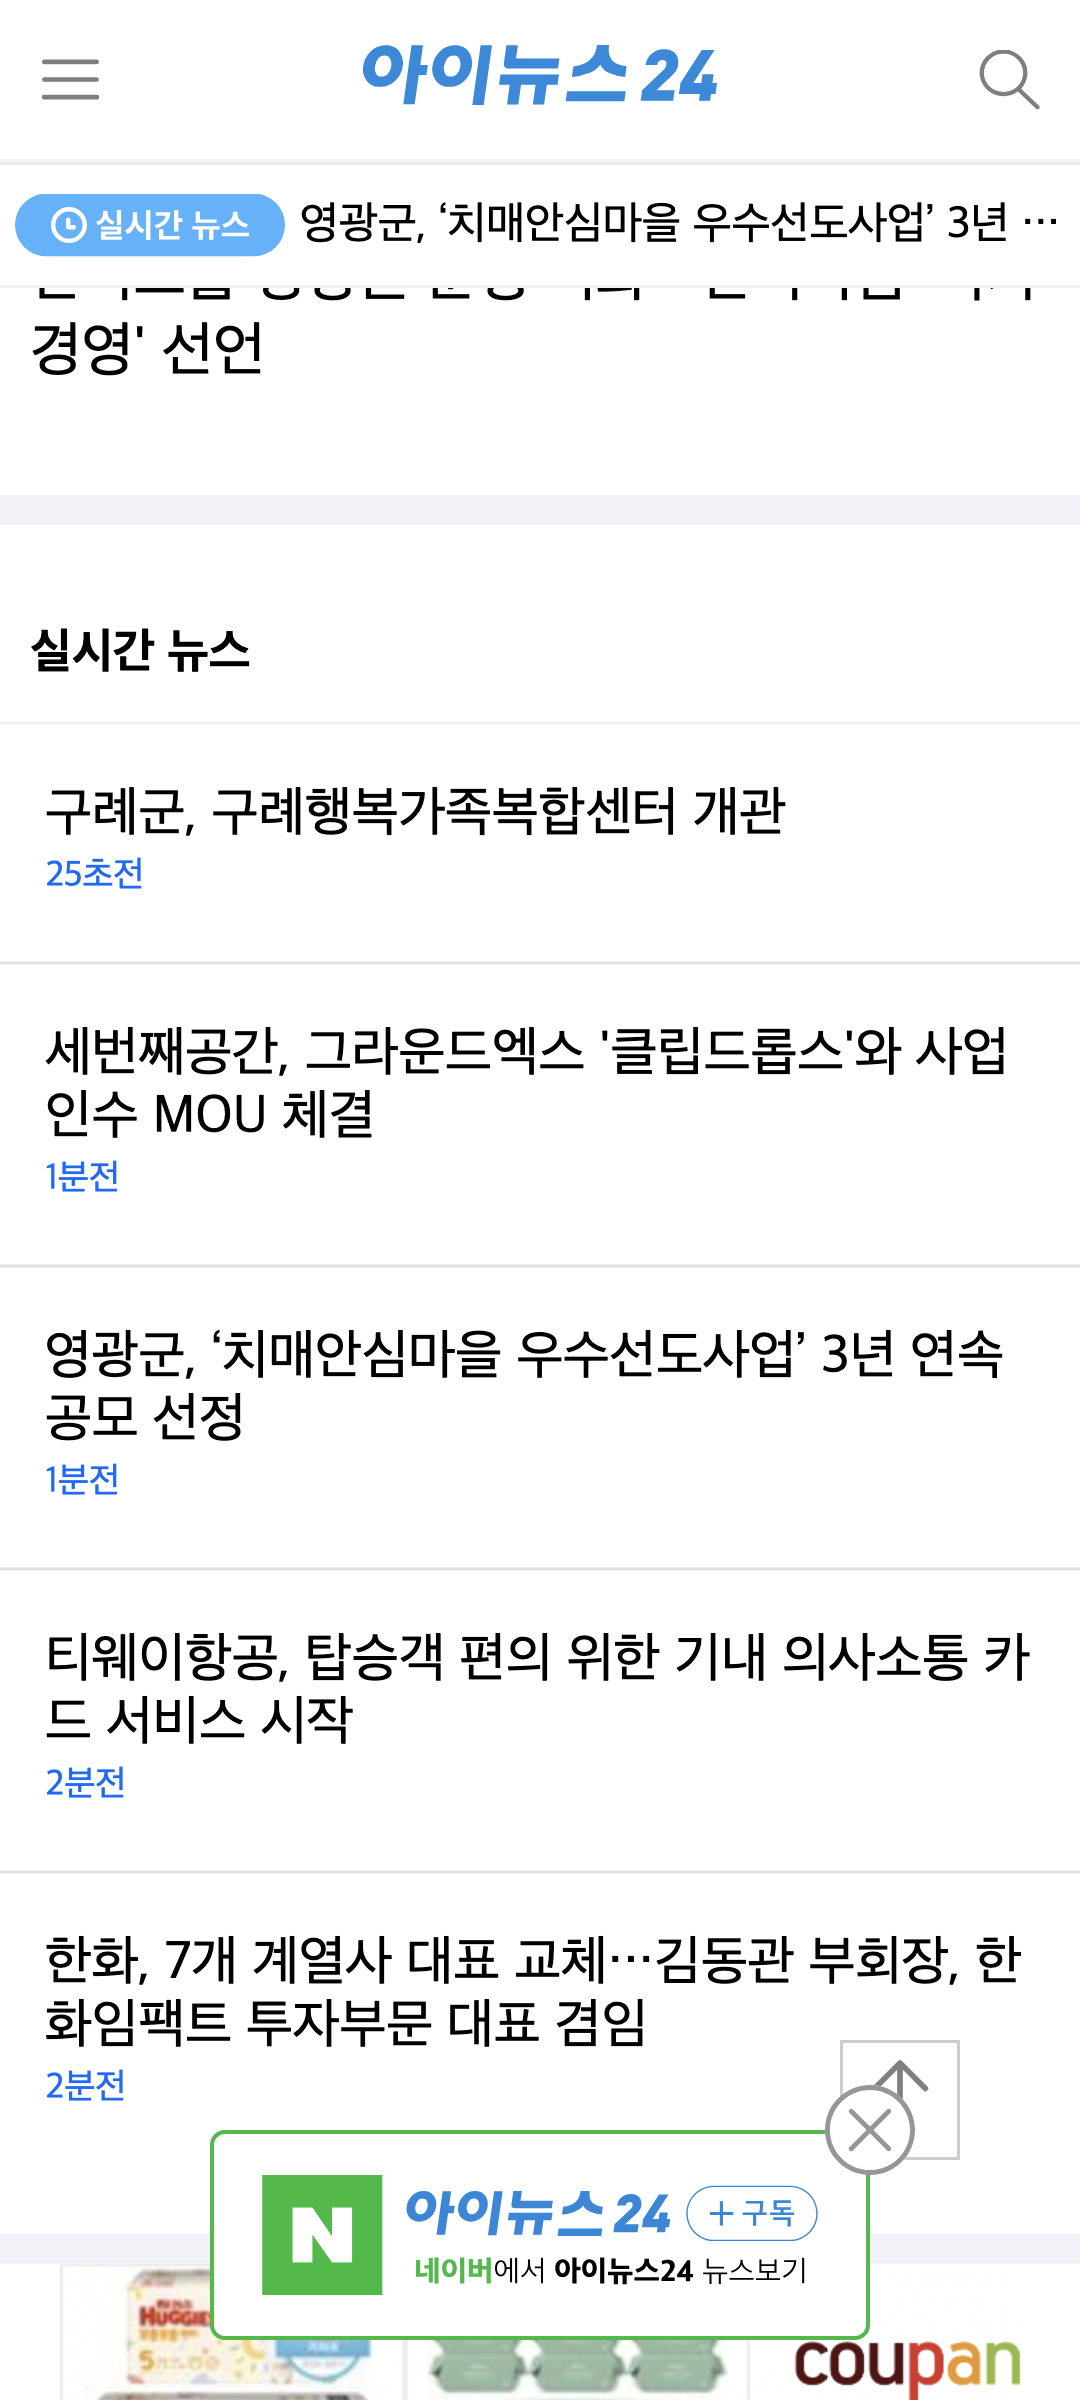 아이뉴스24
실시간 뉴스 영광군, ‘치매안심마을 우수선도사업’ 3년 …
경영' 선언
실시간 뉴스
구례군, 구례행복가족복합센터 개관
25초전
세번째공간, 그라운드엑스 '클립드롭스'와 사업
인수 MOU 체결
1분전
영광군, ‘치매안심마을 우수선도사업’ 3년 연속
공모 선정
1분전
티웨이항공, 탑승객 편의 위한 기내 의사소통 카
드 서비스 시작
2분전
한화, 7개 계열사 대표 교체…김동관 부회장, 한
화임팩트 투자부문 대표 겸임
2분전
N 아이뉴스24 + 구독
네이버에서 아이뉴스24 뉴스보기
HUGGIES
5
coupan